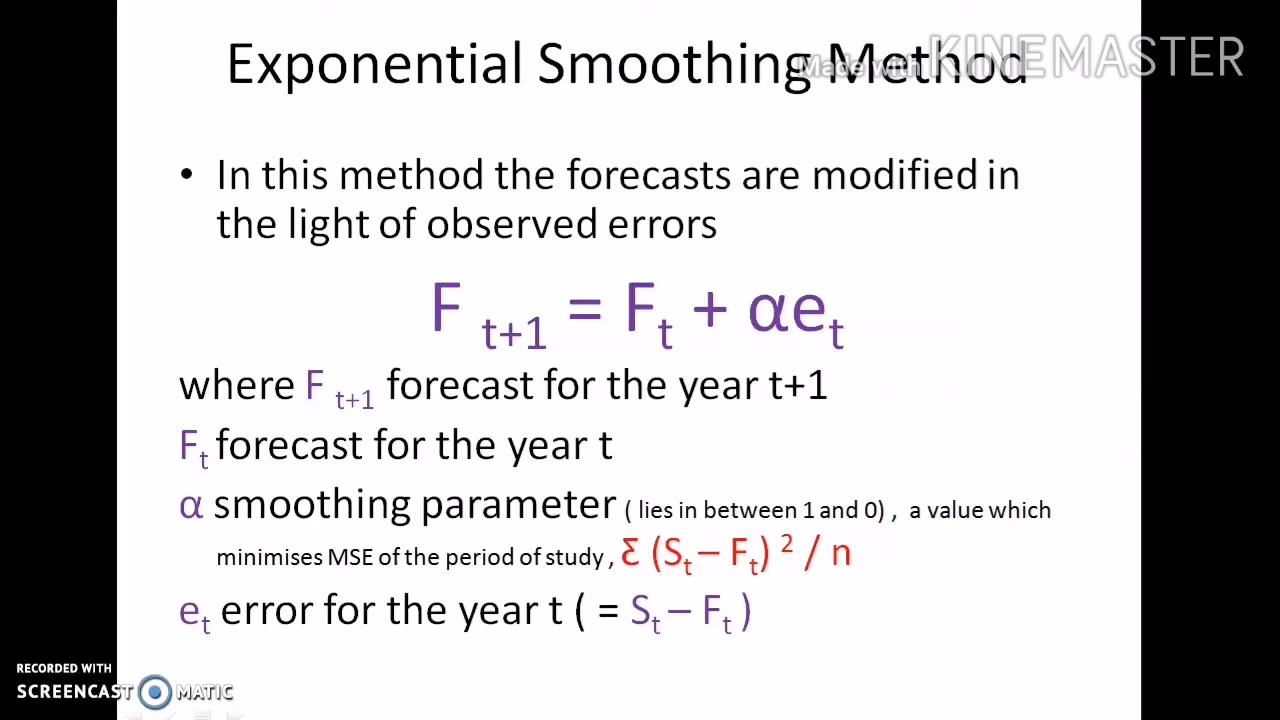 Exponential Smoothing Method
Made with KINEMASTER
• In this method the forecasts are modified in
the light of observed errors
F t+1 = Ft + αet
where F t+1 forecast for the year t+1
Ft forecast for the year t
α smoothing parameter ( lies in between 1 and 0) , a value which
minimises MSE of the period of study , Ɛ (St – Ft) 2 / n
et error for the year t ( = St – Ft )
RECORDED WITH
SCREENCAST MATIC